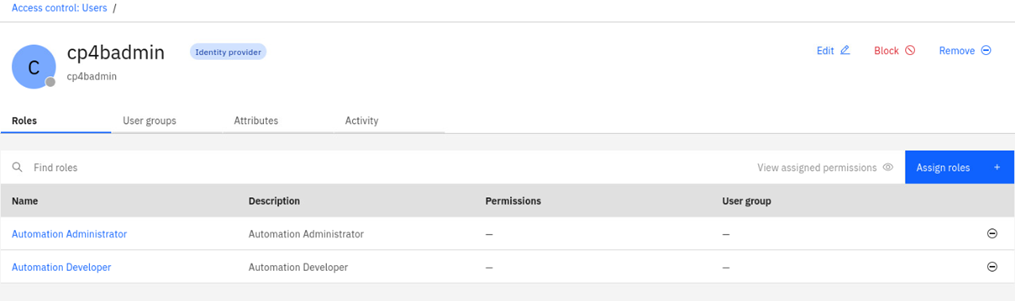 Access control: Users /
cp4badmin Identity provider
C
cp4badmin
Edit Block Remove
Roles User groups Attributes Activity
Find roles View assigned permissions Assign roles +
Name Description Permissions User group
Automation Administrator Automation Administrator — —
Automation Developer Automation Developer — —